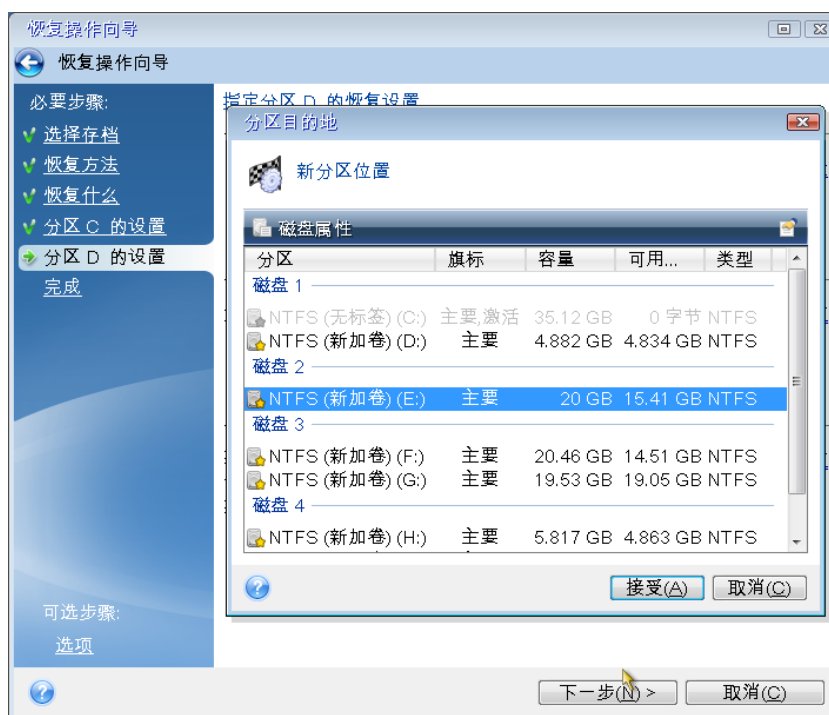 恢复操作向导
恢复操作向导
必要步骤:
选择存档
恢复方法
恢复什么
分区 C 的设置
分区 D 的设置
完成
可选步骤:
选项
指定分区 D 的恢复设置
分区目的地
新分区位置
磁盘属性
分区 旗标 容量 可用... 类型
磁盘 1
NTFS (无标签) (C:) 主要,激活 35.12 GB 0 字节 NTFS
NTFS (新加卷) (D:) 主要 4.882 GB 4.834 GB NTFS
磁盘 2
NTFS (新加卷) (E:) 主要 20 GB 15.41 GB NTFS
磁盘 3
NTFS (新加卷) (F:) 主要 20.46 GB 14.51 GB NTFS
NTFS (新加卷) (G:) 主要 19.53 GB 19.05 GB NTFS
磁盘 4
NTFS (新加卷) (H:) 主要 5.817 GB 4.863 GB NTFS
接受(A) 取消(C)
下一步(N) > 取消(C)